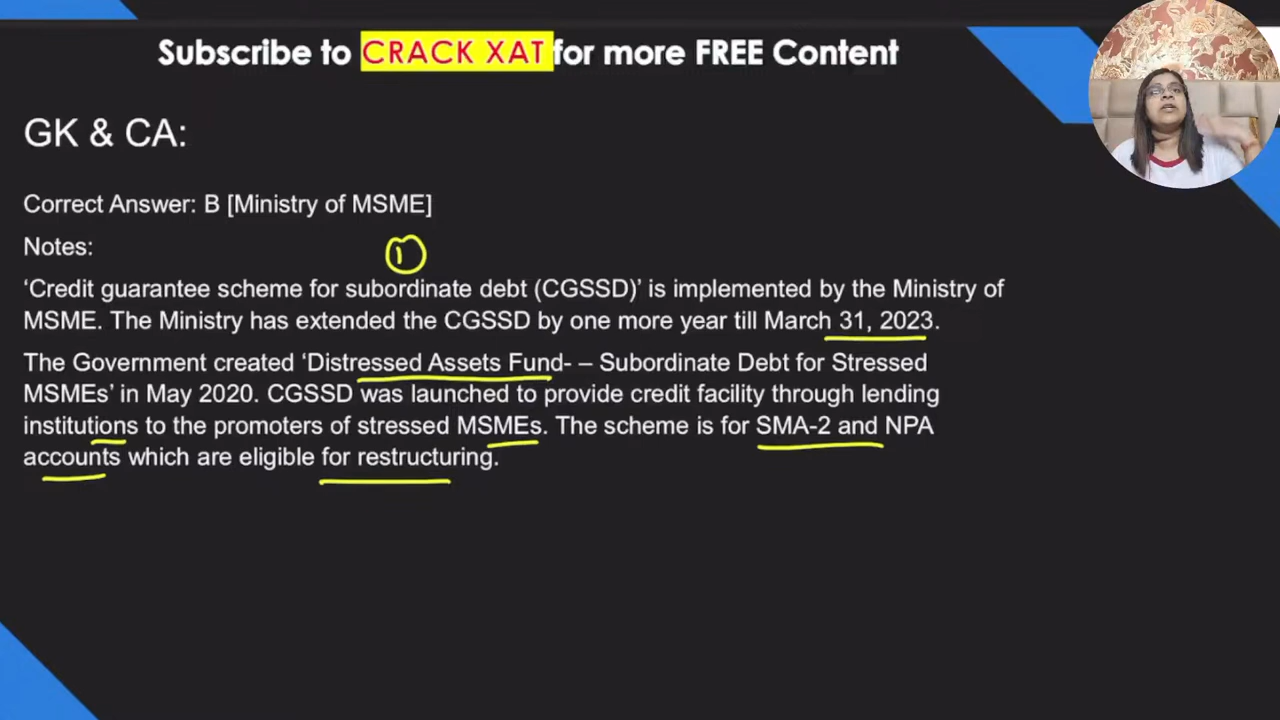 Subscribe to CRACK XAT for more FREE Content
GK & CA:
Correct Answer: B [Ministry of MSME]
Notes:
1
‘Credit guarantee scheme for subordinate debt (CGSSD)’ is implemented by the Ministry of
MSME. The Ministry has extended the CGSSD by one more year till March 31, 2023.
The Government created ‘Distressed Assets Fund- – Subordinate Debt for Stressed
MSMEs’ in May 2020. CGSSD was launched to provide credit facility through lending
institutions to the promoters of stressed MSMEs. The scheme is for SMA-2 and NPA
accounts which are eligible for restructuring.